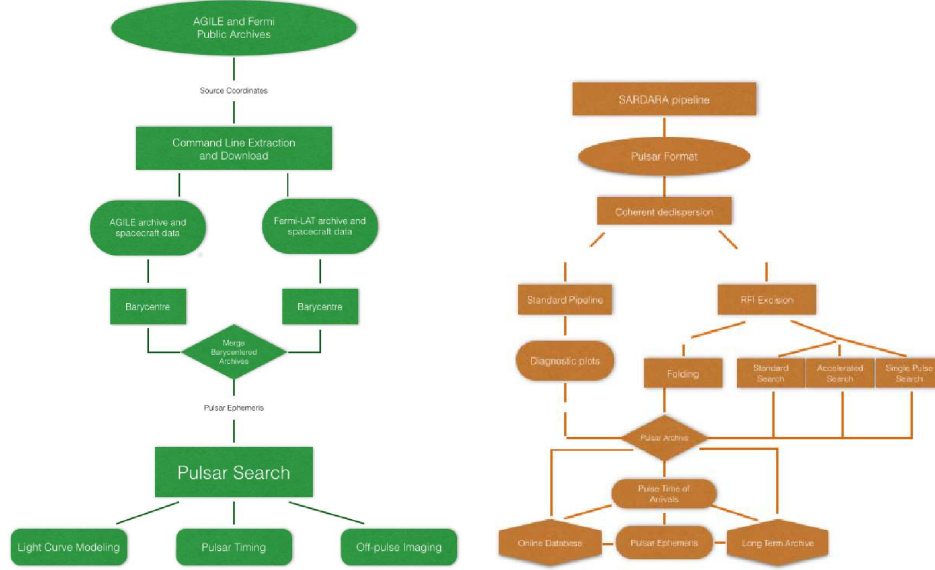 AGILE and Fermi
Public Archives
Source Coordinates
Command Line Extraction
and Download
AGILE archive and
spacecraft data
Fermi-LAT archive and
spacecraft data
Barycentre
Barycentre
Merge
Barycentered
Archives
Pulsar Ephemeris
Pulsar Search
Light Curve Modeling
Pulsar Timing
Off-pulse Imaging
SARDARA pipeline
Pulsar Format
Coherent dedispersion
Standard Pipeline
RFI Excision
Diagnostic plots
Folding
Standard
Search
Accelerated
Search
Single Pulse
Search
Pulsar Archive
Pulse Time of
Arrivals
Online Database
Pulsar Ephemeris
Long Term Archive